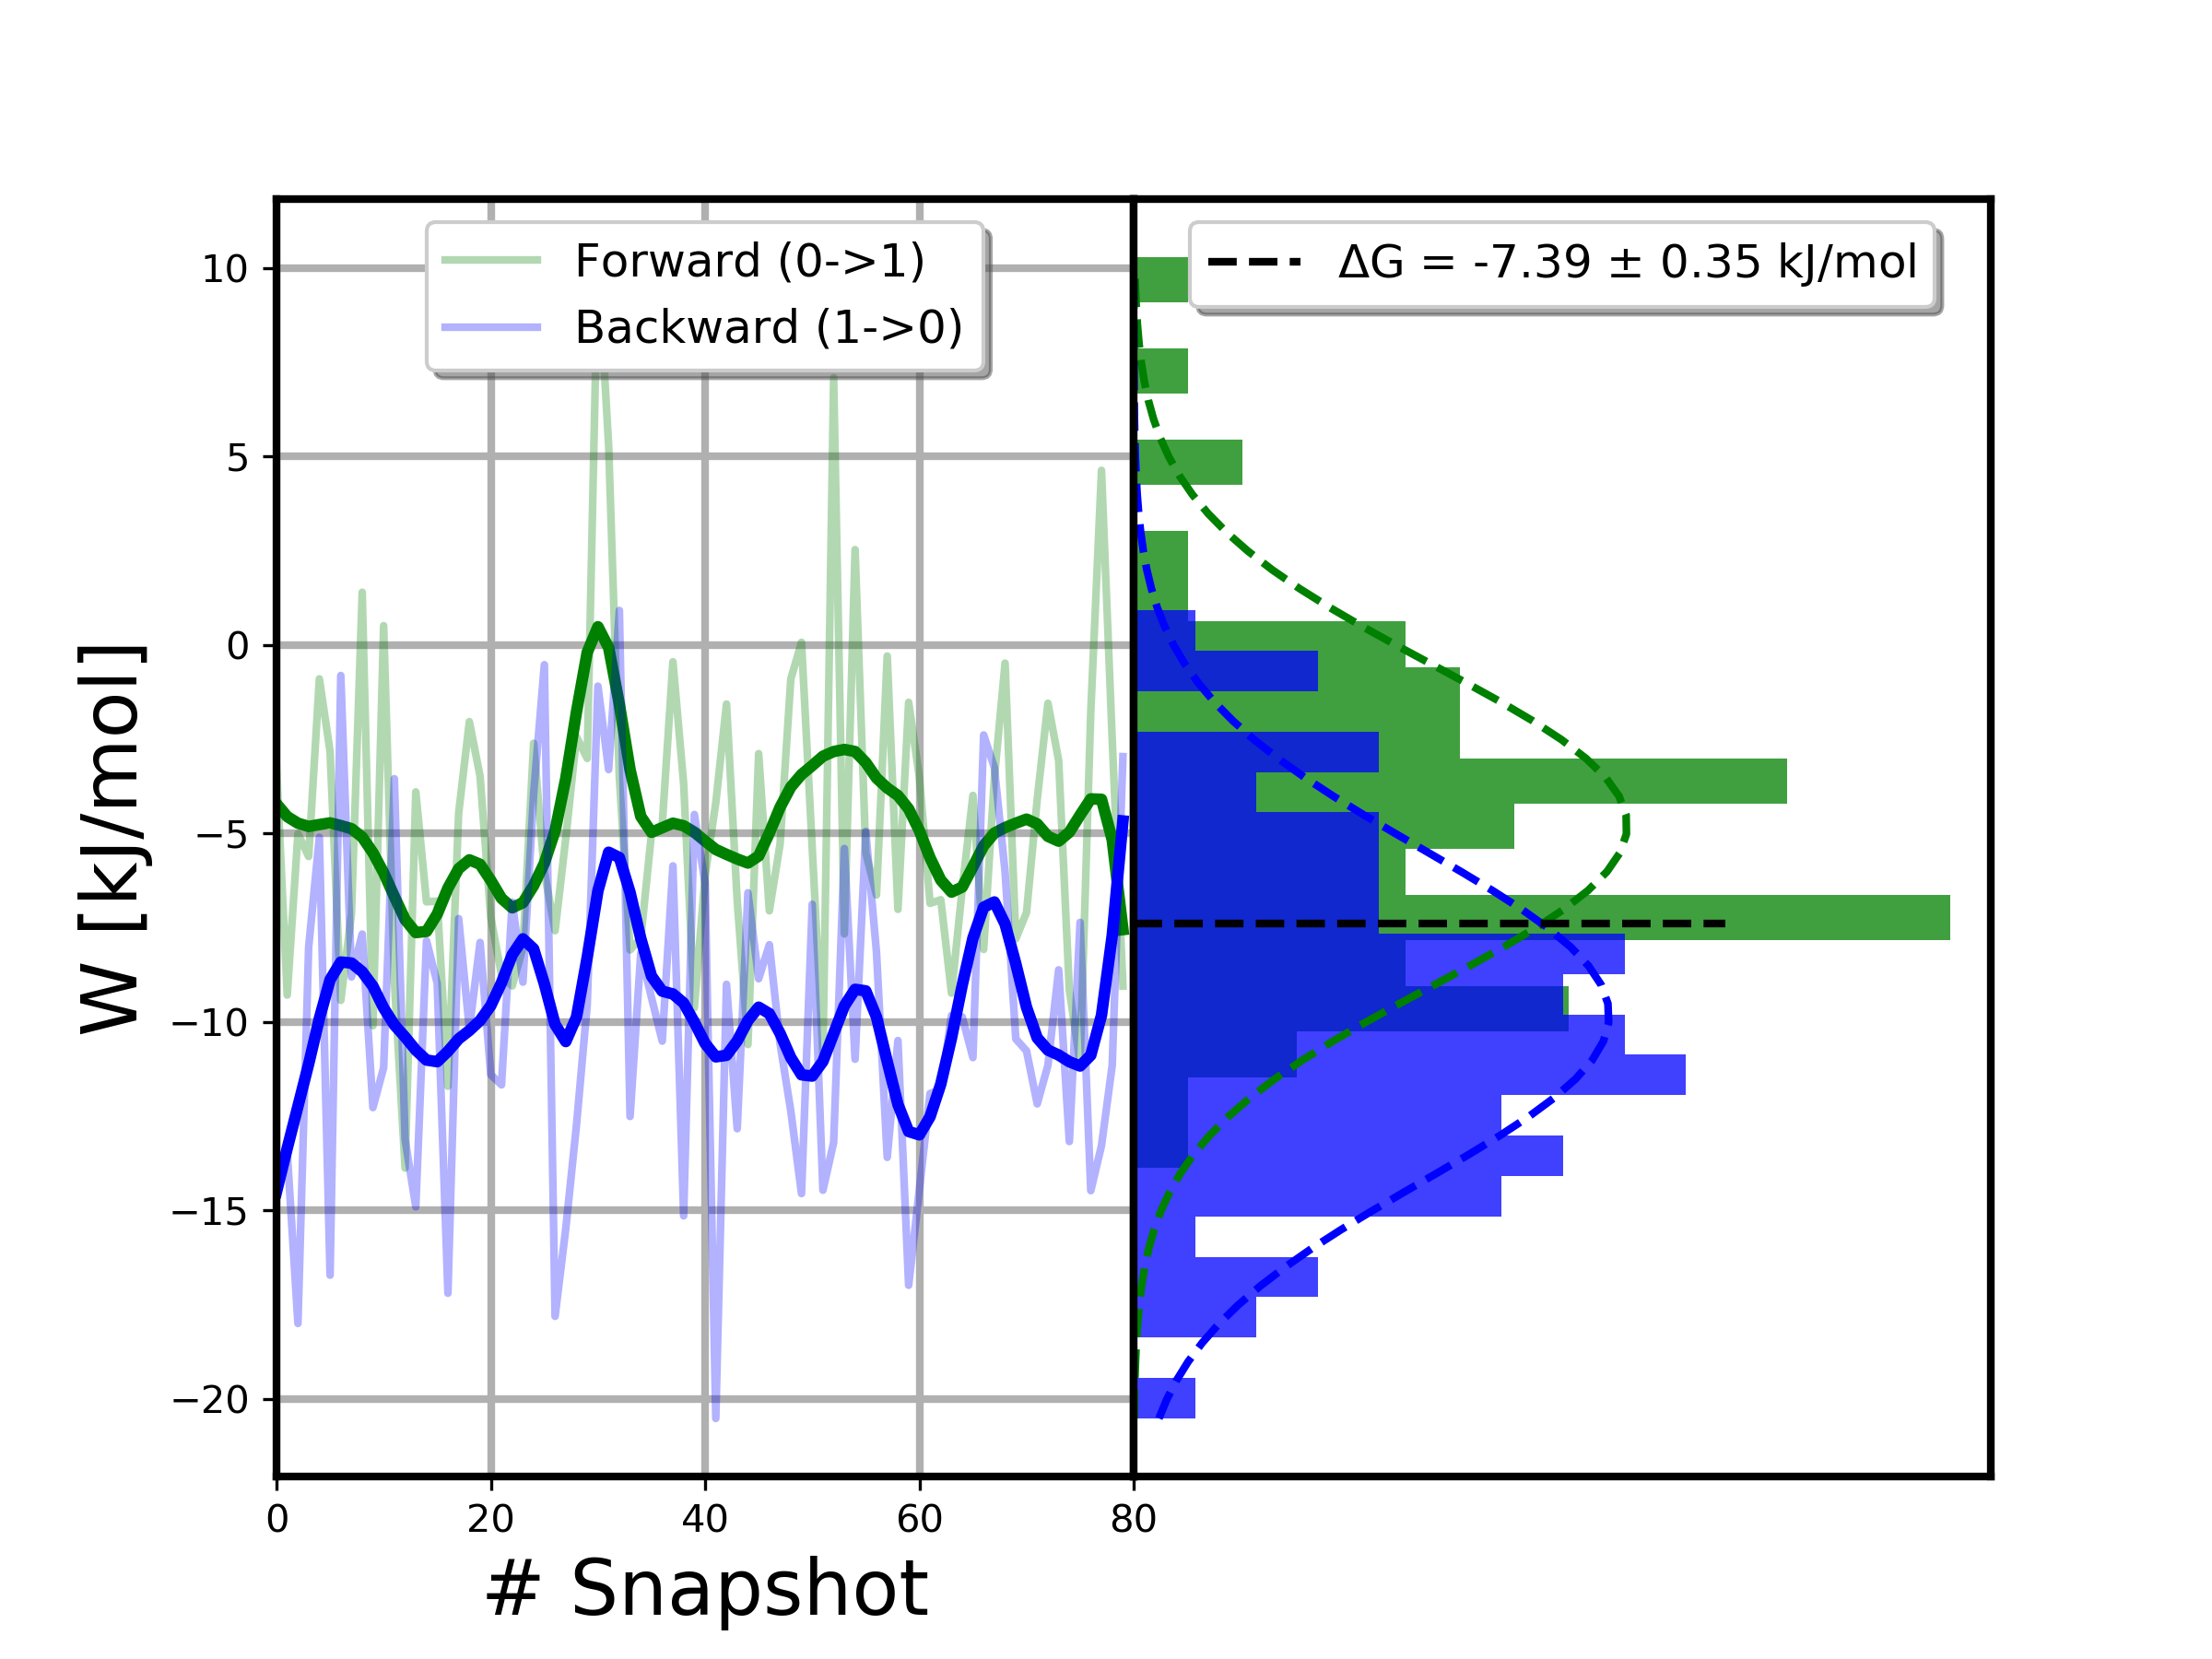 Forward (0->1)
Backward (1->0)
ΔG = -7.39 ± 0.35 kJ/mol
W [kJ/mol]
10
5
0
−5
−10
−15
−20
0
20
40
60
80
# Snapshot